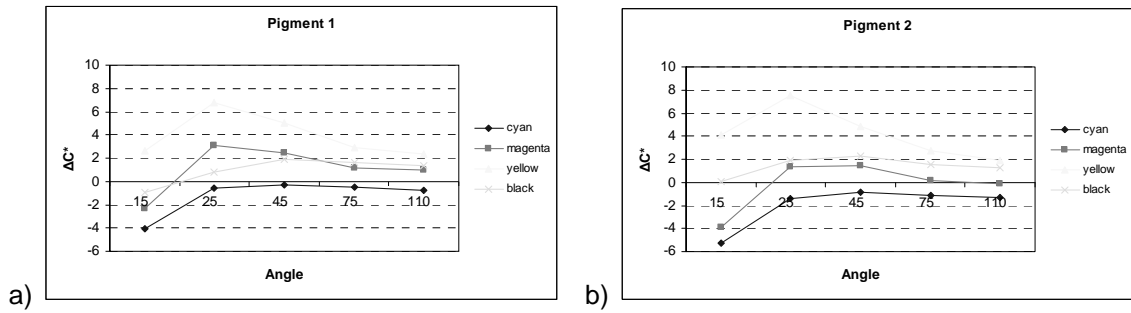 Pigment 1
10
8
6
4
2
0
-2
-4
-6
15 25 45 75 110
ΔC*
Angle
cyan
magenta
yellow
black
a)
Pigment 2
10
8
6
4
2
0
-2
-4
-6
15 25 45 75 110
ΔC*
Angle
cyan
magenta
yellow
black
b)